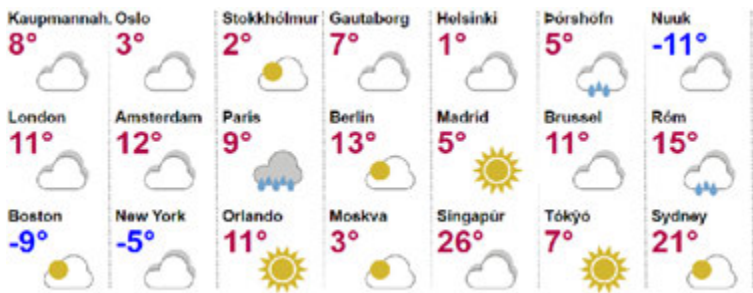 Kaupmannah. Oslo Stokkhólmur Gautaborg Helsinki Þórshöfn Nuuk
8° 3° 2° 7° 1° 5° -11°
London Amsterdam París Berlín Madríd Brussel Róm
11° 12° 9° 13° 5° 11° 15°
Boston New York Orlando Moskva Singapúr Tókýó Sydney
-9° -5° 11° 3° 26° 7° 21°